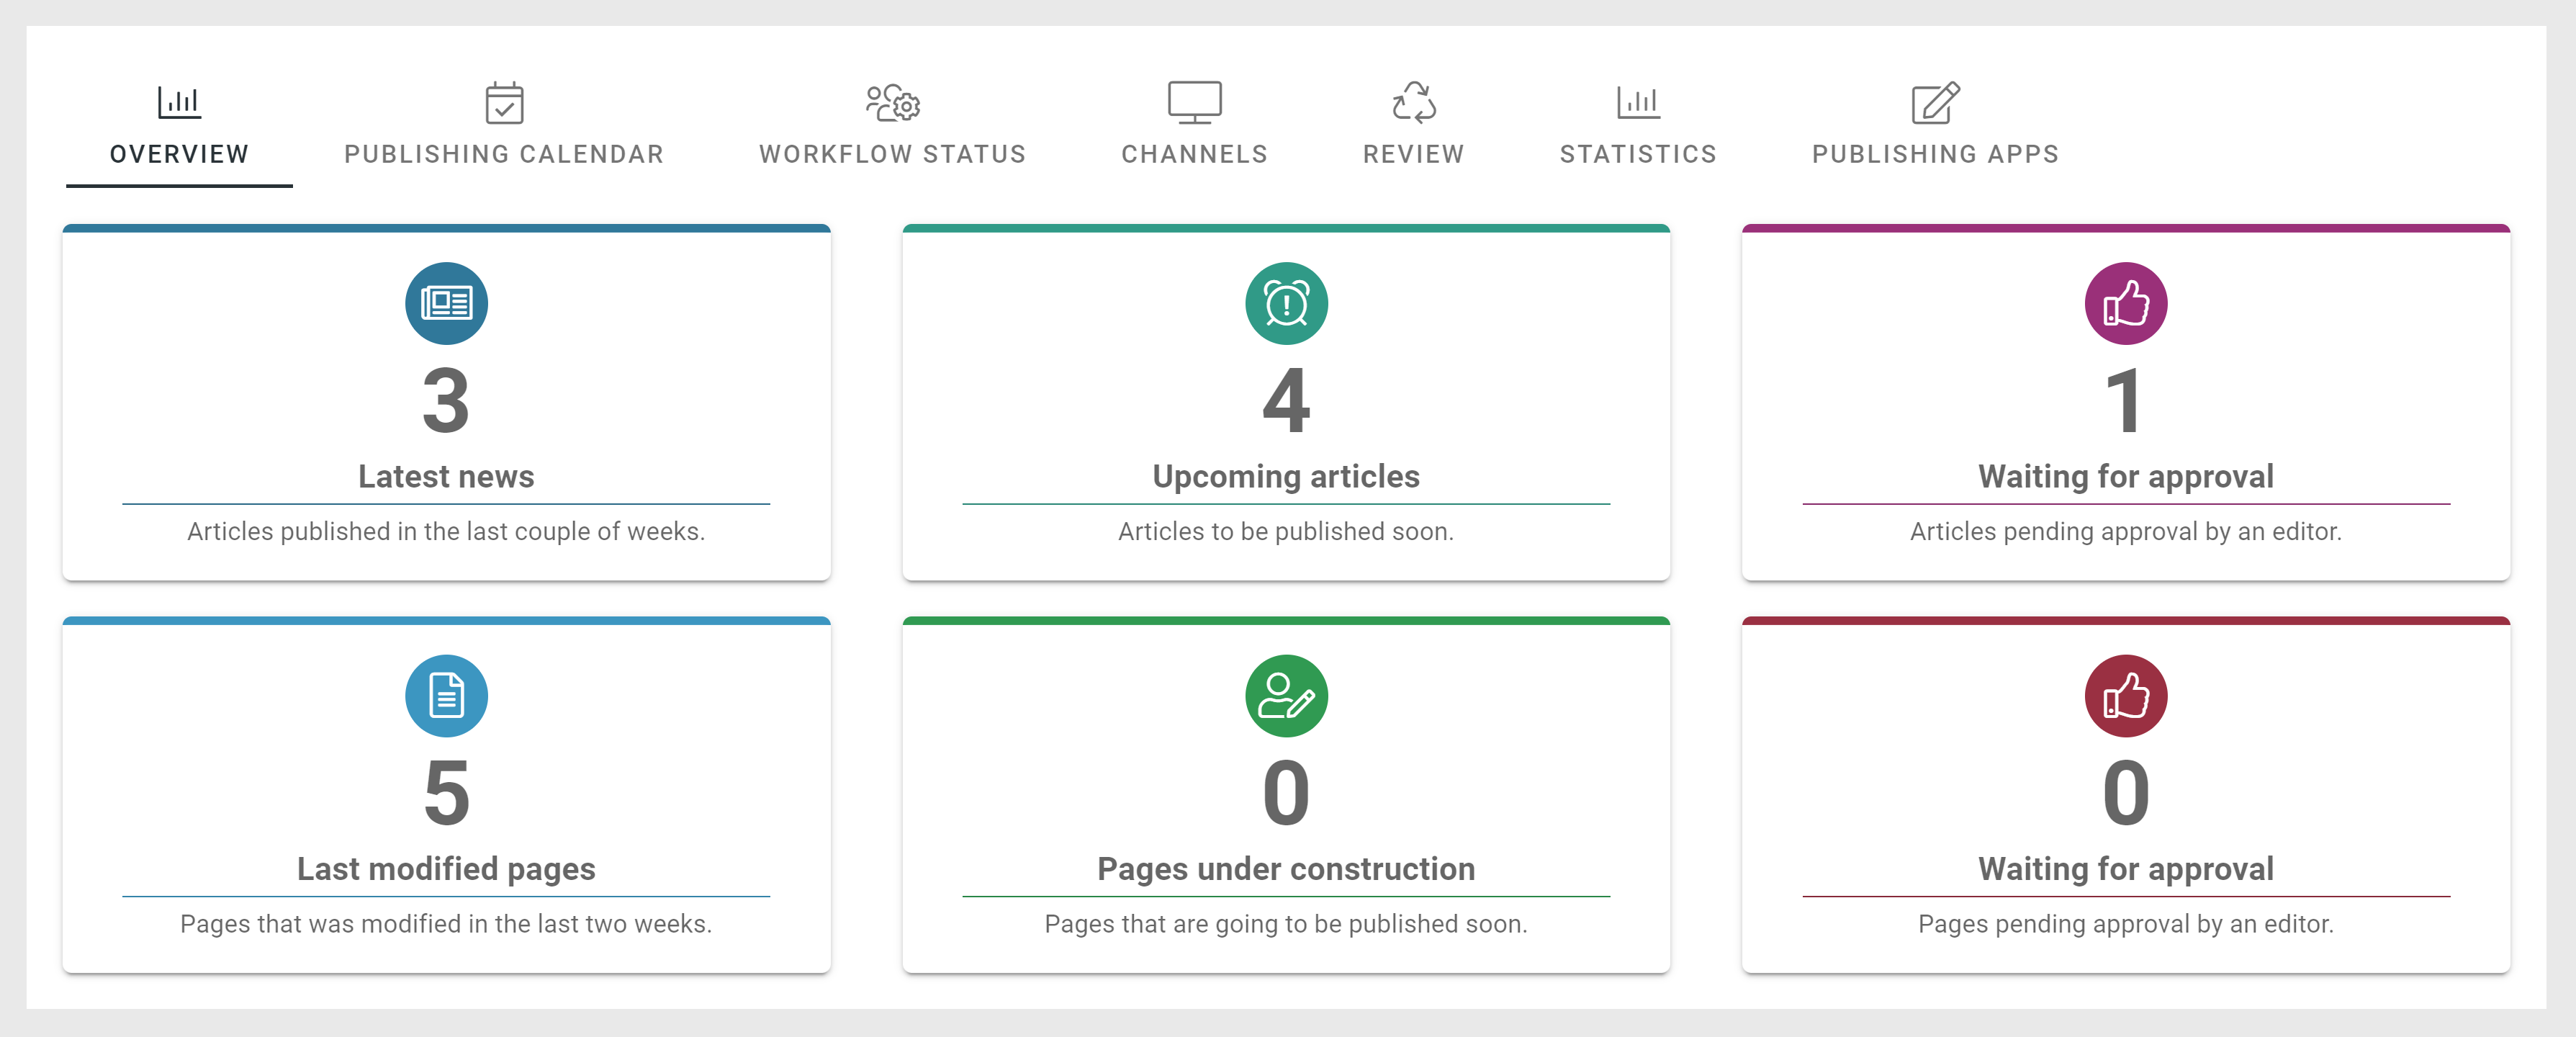 OVERVIEW
PUBLISHING CALENDAR
WORKFLOW STATUS
CHANNELS
REVIEW
STATISTICS
PUBLISHING APPS
3
Latest news
Articles published in the last couple of weeks.
4
Upcoming articles
Articles to be published soon.
1
Waiting for approval
Articles pending approval by an editor.
5
Last modified pages
Pages that was modified in the last two weeks.
0
Pages under construction
Pages that are going to be published soon.
0
Waiting for approval
Pages pending approval by an editor.